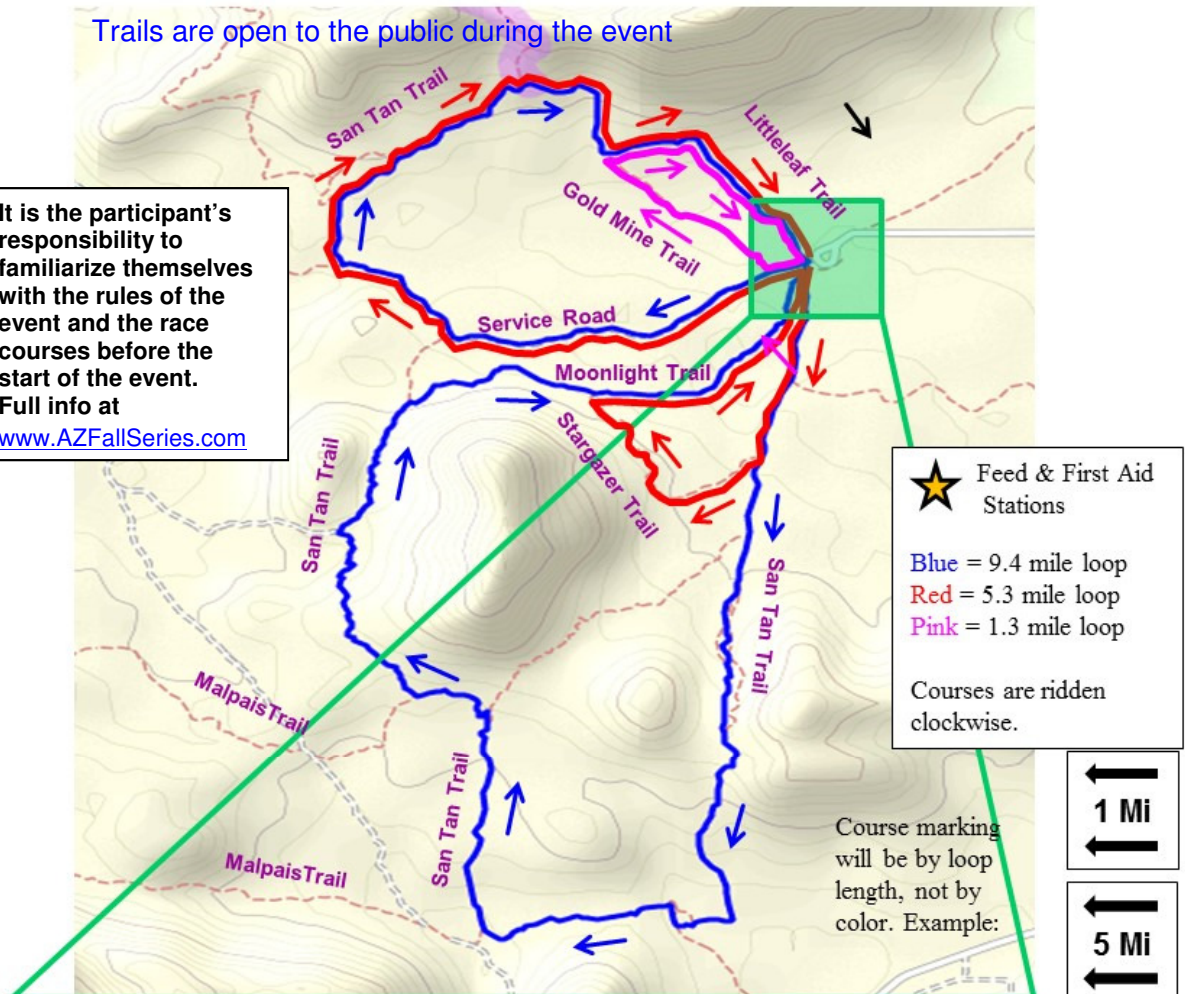 Trails are open to the public during the event
San Tan Trail
Littleleaf Trail
Gold Mine Trail
It is the participant's
responsibility to
familiarize themselves
with the rules of the
event and the race
courses before the
start of the event.
Full info at
www.AZFallSeries.com
Service Road
Moonlight Trail
Stargazer Trail
San Tan Trail
San Tan Trail
Feed & First Aid
Stations
Blue = 9.4 mile loop
Red = 5.3 mile loop
Pink = 1.3 mile loop
Courses are ridden
clockwise.
MalpaisTrail
San Tan Trail
MalpaisTrail
Course marking
will be by loop
length, not by
color. Example:
1 Mi
5 Mi